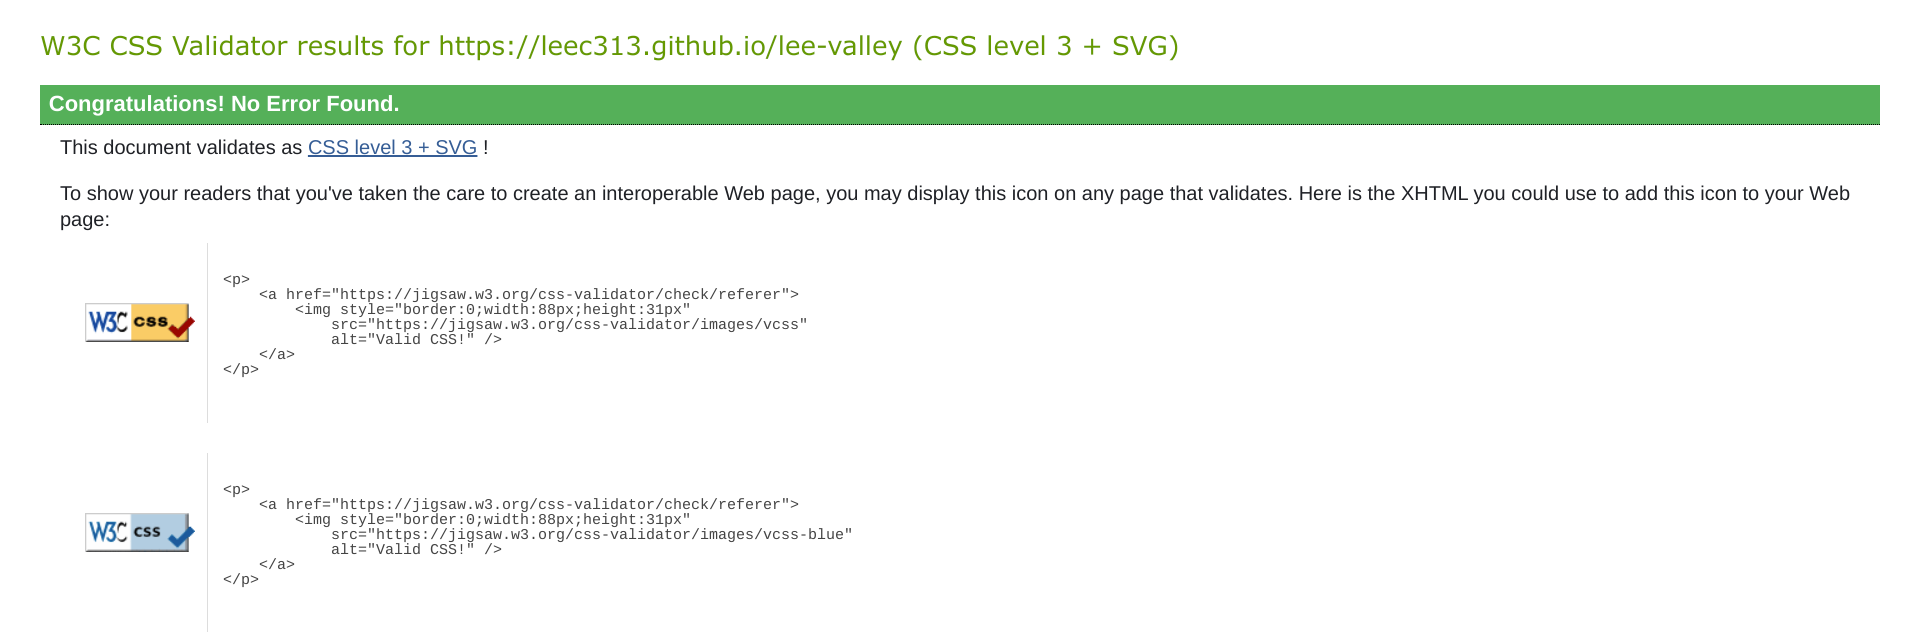 W3C CSS Validator results for https://leec313.github.io/lee-valley (CSS level 3 + SVG)
Congratulations! No Error Found.
This document validates as CSS level 3 + SVG !
To show your readers that you've taken the care to create an interoperable Web page, you may display this icon on any page that validates. Here is the XHTML you could use to add this icon to your Web
page:
W3C css
<p>
    <a href="https://jigsaw.w3.org/css-validator/check/referer">
        <img style="border:0;width:88px;height:31px"
            src="https://jigsaw.w3.org/css-validator/images/vcss"
            alt="Valid CSS!" />
    </a>
</p>
W3C css
<p>
    <a href="https://jigsaw.w3.org/css-validator/check/referer">
        <img style="border:0;width:88px;height:31px"
            src="https://jigsaw.w3.org/css-validator/images/vcss-blue"
            alt="Valid CSS!" />
    </a>
</p>